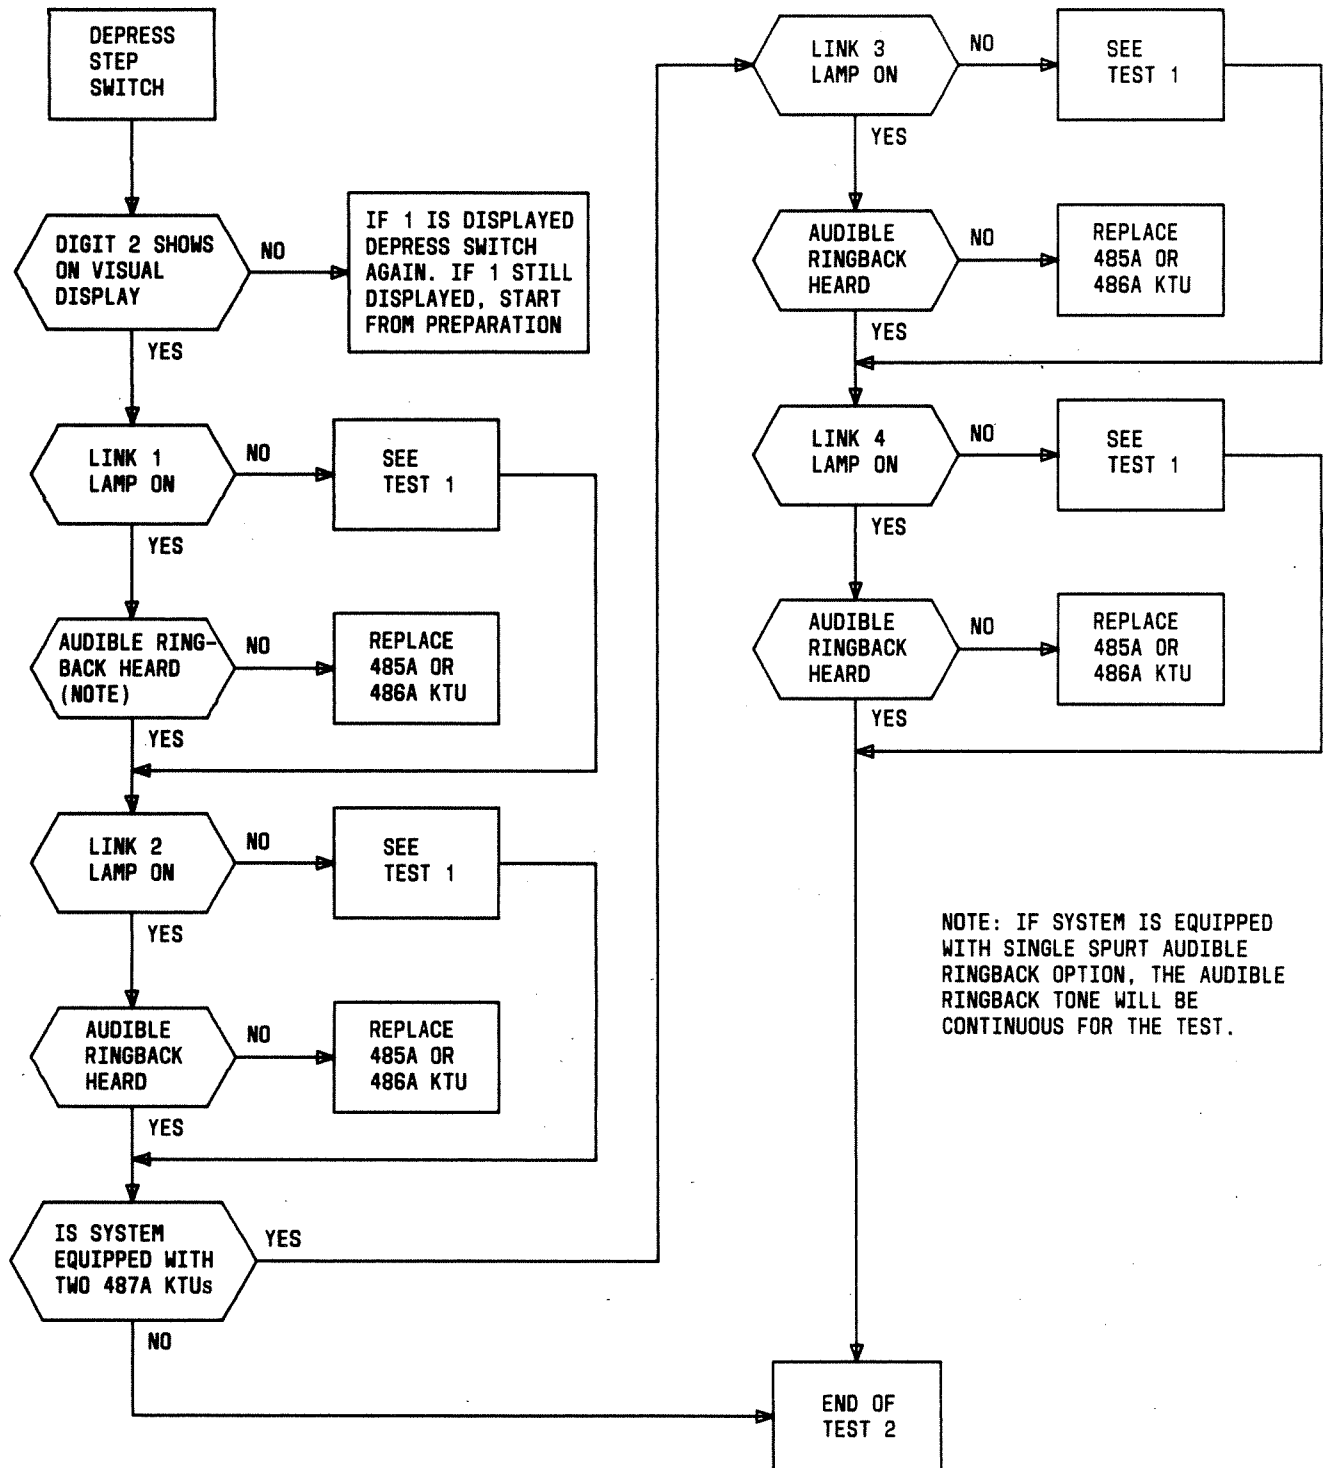 DEPRESS
STEP
SWITCH
DIGIT 2 SHOWS
ON VISUAL
DISPLAY
NO
IF 1 IS DISPLAYED
DEPRESS SWITCH
AGAIN. IF 1 STILL
DISPLAYED, START
FROM PREPARATION
YES
LINK 1
LAMP ON
NO
SEE
TEST 1
YES
AUDIBLE RING-
BACK HEARD
(NOTE)
NO
REPLACE
485A OR
486A KTU
YES
LINK 2
LAMP ON
NO
SEE
TEST 1
YES
AUDIBLE
RINGBACK
HEARD
NO
REPLACE
485A OR
486A KTU
YES
IS SYSTEM
EQUIPPED WITH
TWO 487A KTUs
YES
NO
LINK 3
LAMP ON
NO
SEE
TEST 1
YES
AUDIBLE
RINGBACK
HEARD
NO
REPLACE
485A OR
486A KTU
YES
LINK 4
LAMP ON
NO
SEE
TEST 1
YES
AUDIBLE
RINGBACK
HEARD
NO
REPLACE
485A OR
486A KTU
YES
NOTE: IF SYSTEM IS EQUIPPED
WITH SINGLE SPURT AUDIBLE
RINGBACK OPTION, THE AUDIBLE
RINGBACK TONE WILL BE
CONTINUOUS FOR THE TEST.
END OF
TEST 2